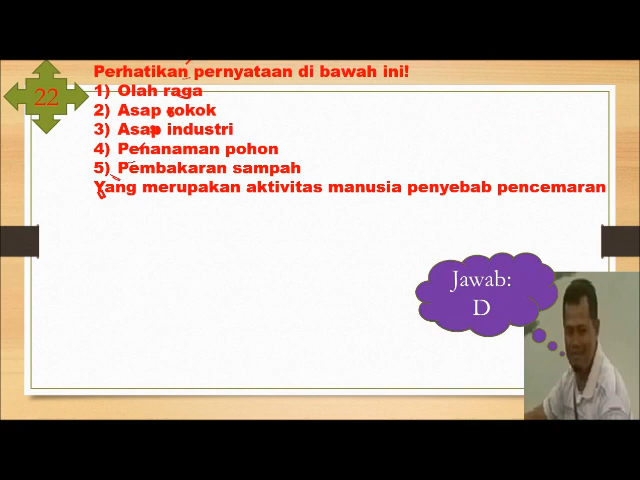 22
Perhatikan pernyataan di bawah ini!
1) Olah raga
2) Asap rokok
3) Asap industri
4) Penanaman pohon
5) Pembakaran sampah
Yang merupakan aktivitas manusia penyebab pencemaran
Jawab:
D